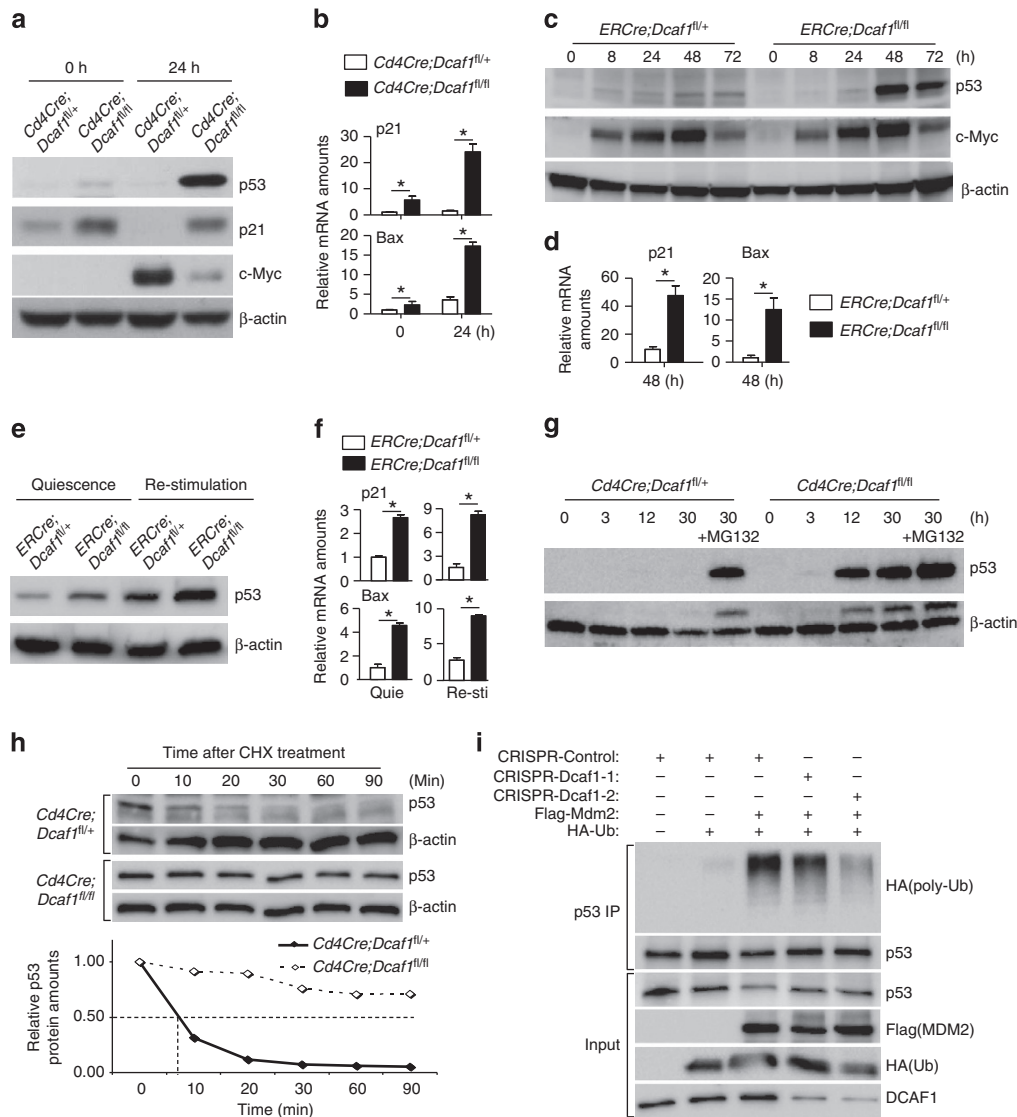 a
0 h 24 h
Cd4Cre; Dcaf1fl/+
Cd4Cre; Dcaf1fl/fl
Cd4Cre; Dcaf1fl/+
Cd4Cre; Dcaf1fl/fl
p53
p21
c-Myc
β-actin
b
Cd4Cre;Dcaf1fl/+
Cd4Cre;Dcaf1fl/fl
Relative mRNA amounts
p21
30
20
10
0
*
*
Bax
20
15
10
5
0
*
*
0 24 (h)
c
ERCre;Dcaf1fl/+ ERCre;Dcaf1fl/fl
0 8 24 48 72 0 8 24 48 72 (h)
p53
c-Myc
β-actin
d
Relative mRNA amounts
p21 Bax
60
40
20
0
*
48 (h)
20
15
10
5
0
*
48 (h)
ERCre;Dcaf1fl/+
ERCre;Dcaf1fl/fl
e
Quiescence Re-stimulation
ERCre; Dcaf1fl/+
ERCre; Dcaf1fl/fl
ERCre; Dcaf1fl/+
ERCre; Dcaf1fl/fl
p53
β-actin
f
ERCre;Dcaf1fl/+
ERCre;Dcaf1fl/fl
Relative mRNA amounts
p21
3
2
1
0
*
9
6
3
0
*
Bax
6
4
2
0
*
10
5
0
*
Quie Re-sti
g
Cd4Cre;Dcaf1fl/+ Cd4Cre;Dcaf1fl/fl
0 3 12 30 30 0 3 12 30 30 (h)
+MG132 +MG132
p53
β-actin
h
Time after CHX treatment
0 10 20 30 60 90 (Min)
Cd4Cre; Dcaf1fl/+
p53
β-actin
Cd4Cre; Dcaf1fl/fl
p53
β-actin
Cd4Cre;Dcaf1fl/+
Cd4Cre;Dcaf1fl/fl
Relative p53 protein amounts
1.00
0.50
0.00
0 10 20 30 60 90
Time (min)
i
CRISPR-Control: + + + – –
CRISPR-Dcaf1-1: – – – + –
CRISPR-Dcaf1-2: – – – – +
Flag-Mdm2: – – + + +
HA-Ub: – + + + +
p53 IP
HA(poly-Ub)
p53
Input
p53
Flag(MDM2)
HA(Ub)
DCAF1